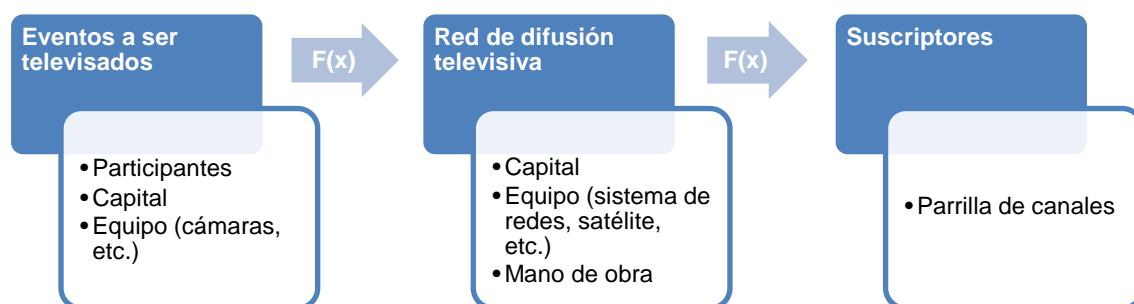 Eventos a ser
televisados
F(x)
Red de difusión
televisiva
F(x)
Suscriptores
•Participantes
•Capital
•Equipo (cámaras,
etc.)
•Capital
•Equipo (sistema de
redes, satélite,
etc.)
•Mano de obra
•Parrilla de canales